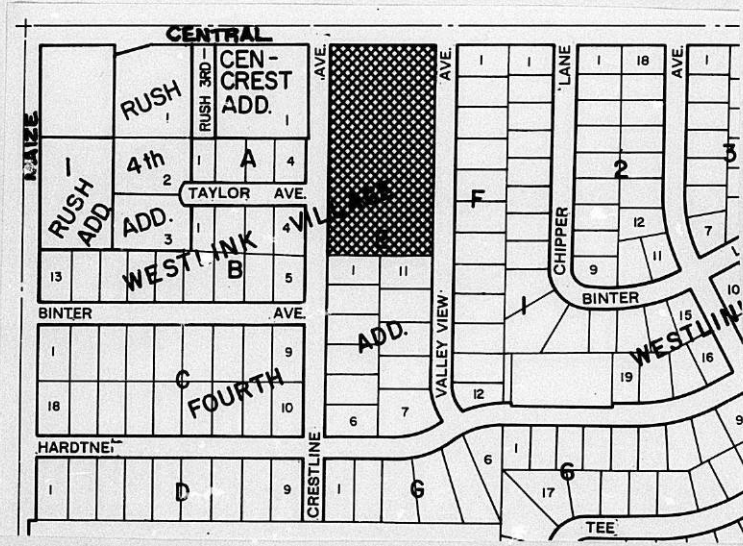 CENTRAL
MAIZE
RUSH
1
RUSH 3RD
CEN-
CREST
ADD.
1
AVE.
AVE.
1
1
LANE
1
18
AVE.
1
3
1
RUSH
ADD.
4th
2
ADD.
3
1
A
4
TAYLOR AVE.
1
4
WESTLINK VILLAGE
13
B
5
F
2
12
11
9
7
CHIPPER
BINTER
BINTER AVE.
1
11
ADD.
VALLEY VIEW
1
15
16
19
10
1
9
C
FOURTH
18
10
6
7
12
HARDTNE
CRESTLINE
1
D
9
1
G
6
1
6
17
9
TEE